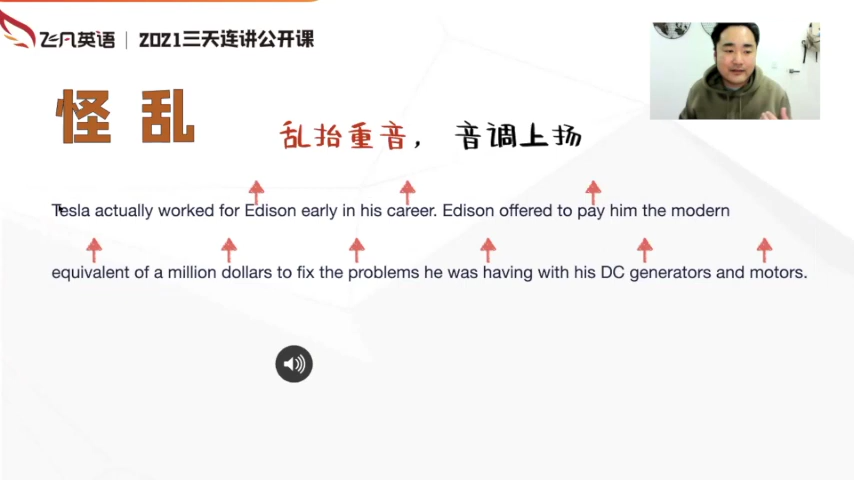 飞凡英语 | 2021三天连讲公开课
怪 乱
乱抬重音， 音调上扬
Tesla actually worked for Edison early in his career. Edison offered to pay him the modern
equivalent of a million dollars to fix the problems he was having with his DC generators and motors.